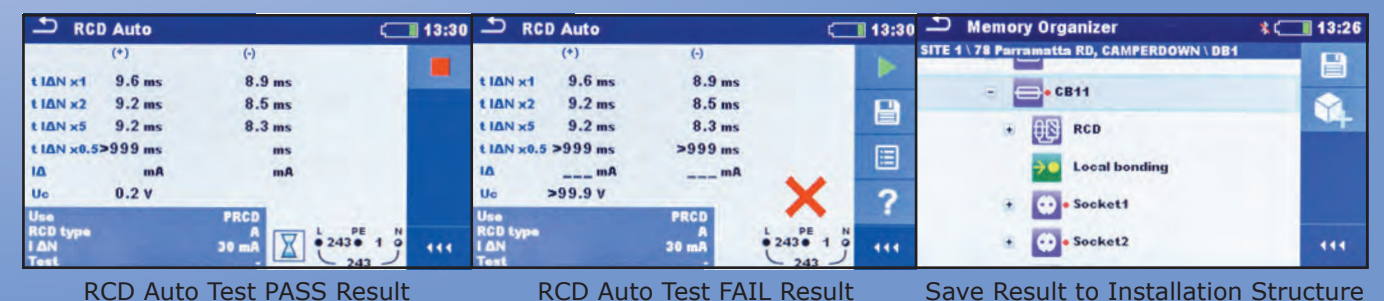 RCD Auto 13:30
(+) (-)
t IΔN x1 9.6 ms 8.9 ms
t IΔN x2 9.2 ms 8.5 ms
t IΔN x5 9.2 ms 8.3 ms
t IΔN x0.5 >999 ms ms
IΔ mA mA
Uc 0.2 V
Use PRCD
RCD type A
I ΔN 30 mA
Test -
L PE N
243 1
243
RCD Auto 13:30
(+) (-)
t IΔN x1 9.6 ms 8.9 ms
t IΔN x2 9.2 ms 8.5 ms
t IΔN x5 9.2 ms 8.3 ms
t IΔN x0.5 >999 ms >999 ms
IΔ ___ mA ___ mA
Uc >99.9 V
Use PRCD
RCD type A
I ΔN 30 mA
Test -
L PE N
243 1
243
?
Memory Organizer 13:26
SITE 1 \ 78 Parramatta RD, CAMPERDOWN \ DB1
CB11
RCD
Local bonding
Socket1
Socket2
RCD Auto Test PASS Result
RCD Auto Test FAIL Result
Save Result to Installation Structure